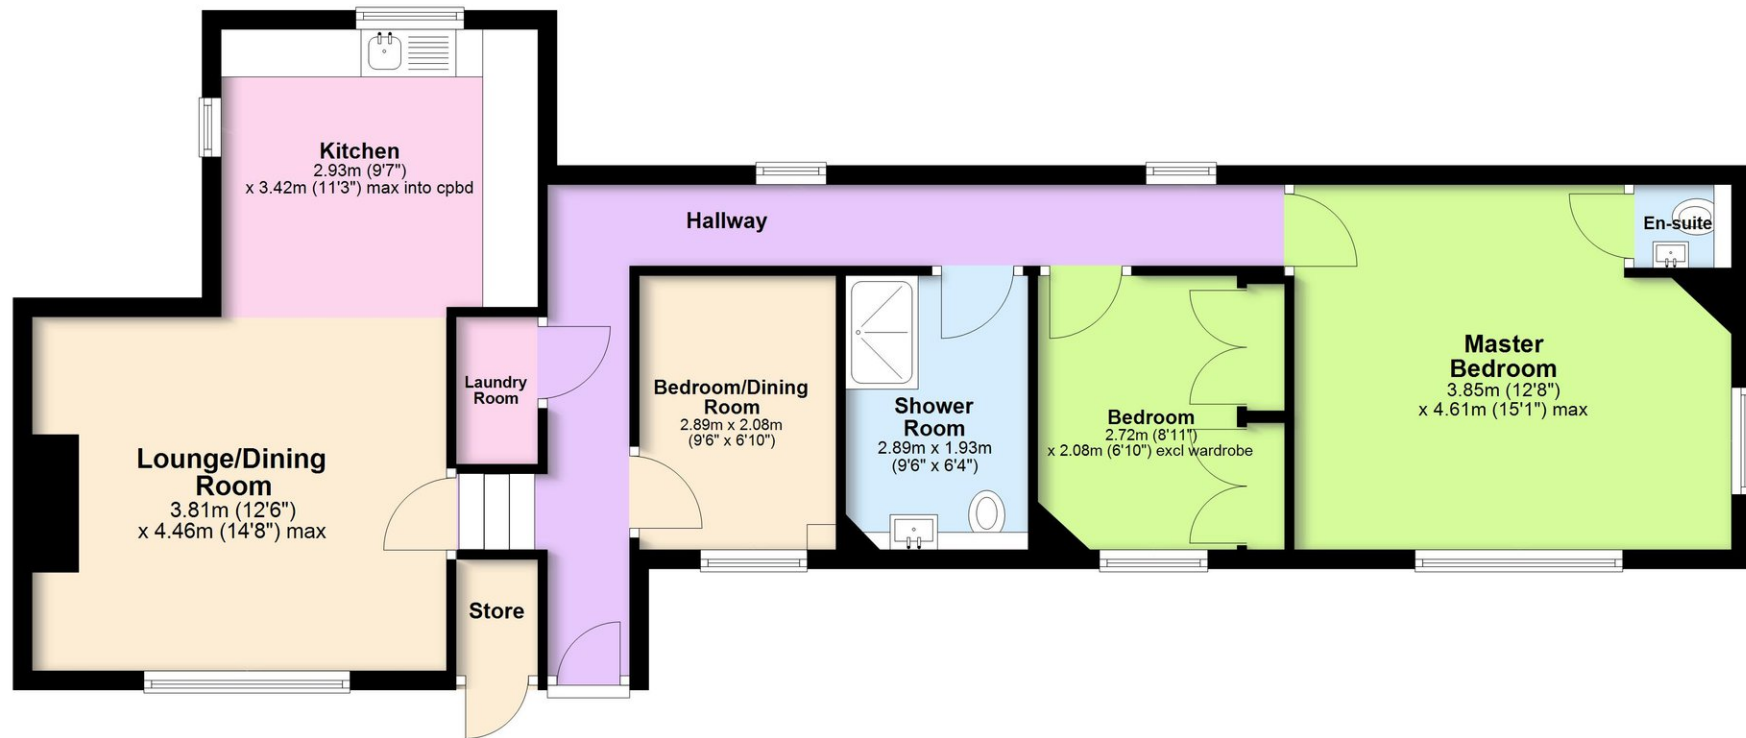 Kitchen
2.93m (9'7")
x 3.42m (11'3") max into cpbd
Hallway
En-suite
Laundry
Room
Bedroom/Dining
Room
2.89m x 2.08m
(9'6" x 6'10")
Shower
Room
2.89m x 1.93m
(9'6" x 6'4")
Bedroom
2.72m (8'11")
x 2.08m (6'10") excl wardrobe
Master
Bedroom
3.85m (12'8")
x 4.61m (15'1") max
Lounge/Dining
Room
3.81m (12'6")
x 4.46m (14'8") max
Store